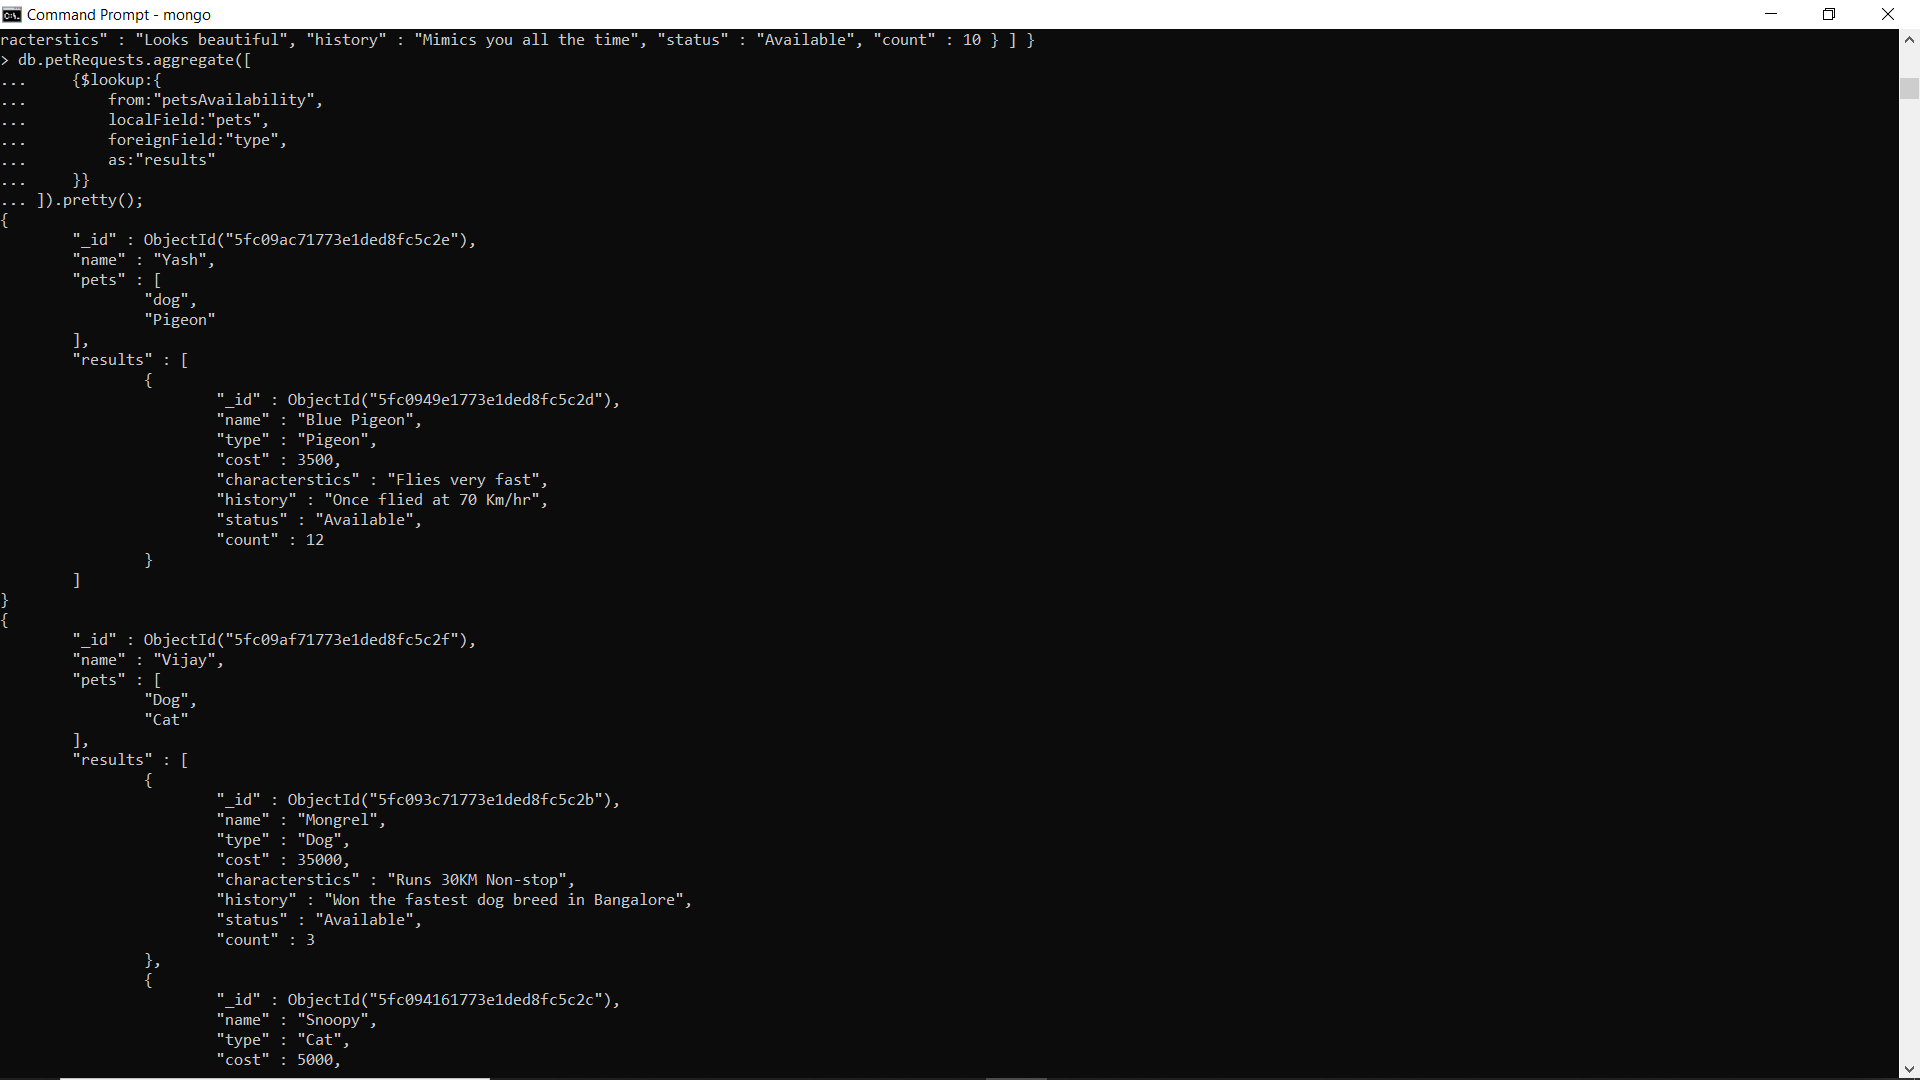 Command Prompt - mongo
racterstics" : "Looks beautiful", "history" : "Mimics you all the time", "status" : "Available", "count" : 10 } ] }
> db.petRequests.aggregate([
...     {$lookup:{
...         from:"petsAvailability",
...         localField:"pets",
...         foreignField:"type",
...         as:"results"
...     }}
... ]).pretty();
{
        "_id" : ObjectId("5fc09ac71773e1ded8fc5c2e"),
        "name" : "Yash",
        "pets" : [
                "dog",
                "Pigeon"
        ],
        "results" : [
                {
                        "_id" : ObjectId("5fc0949e1773e1ded8fc5c2d"),
                        "name" : "Blue Pigeon",
                        "type" : "Pigeon",
                        "cost" : 3500,
                        "characterstics" : "Flies very fast",
                        "history" : "Once flied at 70 Km/hr",
                        "status" : "Available",
                        "count" : 12
                }
        ]
}
{
        "_id" : ObjectId("5fc09af71773e1ded8fc5c2f"),
        "name" : "Vijay",
        "pets" : [
                "Dog",
                "Cat"
        ],
        "results" : [
                {
                        "_id" : ObjectId("5fc093c71773e1ded8fc5c2b"),
                        "name" : "Mongrel",
                        "type" : "Dog",
                        "cost" : 35000,
                        "characterstics" : "Runs 30KM Non-stop",
                        "history" : "Won the fastest dog breed in Bangalore",
                        "status" : "Available",
                        "count" : 3
                },
                {
                        "_id" : ObjectId("5fc094161773e1ded8fc5c2c"),
                        "name" : "Snoopy",
                        "type" : "Cat",
                        "cost" : 5000,